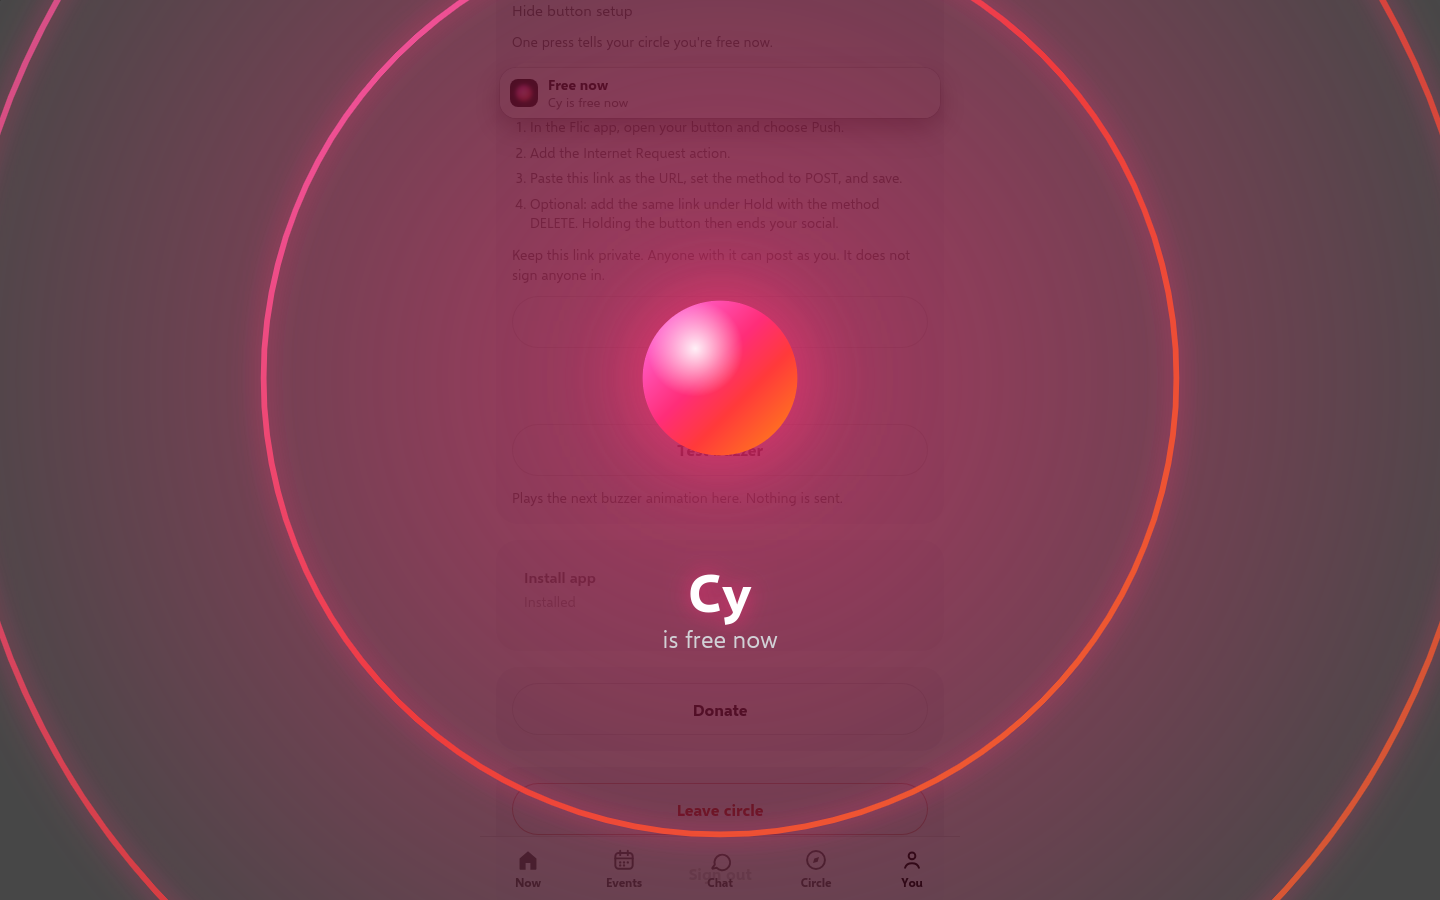 Hide button setup
One press tells your circle you're free now.
Free now
Cy is free now
1. In the Flic app, open your button and choose Push.
2. Add the Internet Request action.
3. Paste this link as the URL, set the method to POST, and save.
4. Optional: add the same link under Hold with the method
DELETE. Holding the button then ends your social.
Keep this link private. Anyone with it can post as you. It does not
sign anyone in.
Plays the next buzzer animation here. Nothing is sent.
Install app
Installed
Cy
is free now
Donate
Leave circle
Sign out
Now
Events
Chat
Circle
You